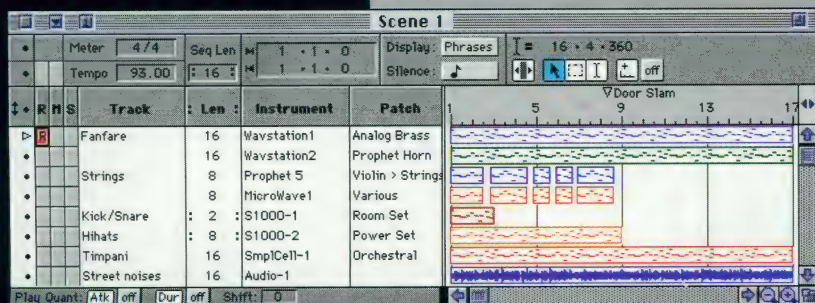 Scene 1
Meter 4/4 Seq Len 1 • 1 • 0 Display: Phrases = 16 • 4 • 360
Tempo 93.00 : 16 : 1 • 1 • 0 Silence: off
Door Slam
R M S Track : Len : Instrument Patch 1 5 9 13 17
R Fanfare 16 Wavstation1 Analog Brass
16 Wavstation2 Prophet Horn
Strings 8 Prophet 5 Violin > Strings
8 MicroWave1 Various
Kick/Snare : 2 : S1000-1 Room Set
Hihats : 8 : S1000-2 Power Set
Timpani 16 SmplCell-1 Orchestral
Street noises 16 Audio-1
Play Quant: Atk off Dur off Shift: 0